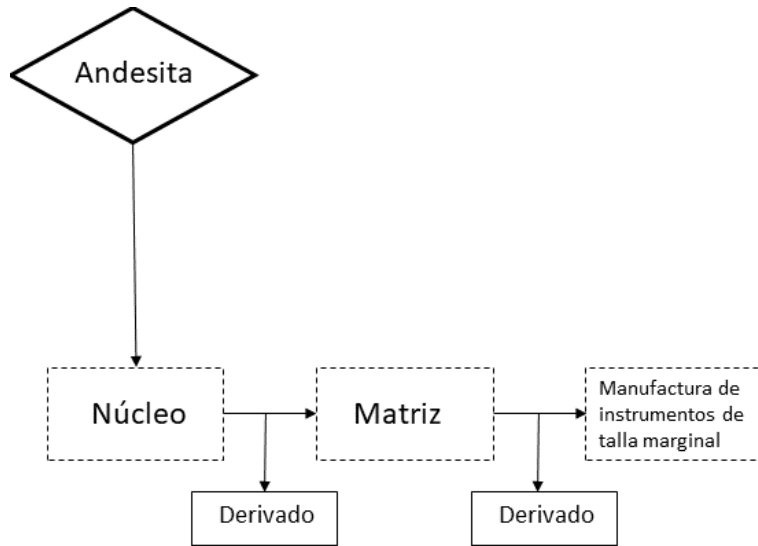 Andesita
Núcleo
Matriz
Manufactura de
instrumentos de
talla marginal
Derivado
Derivado